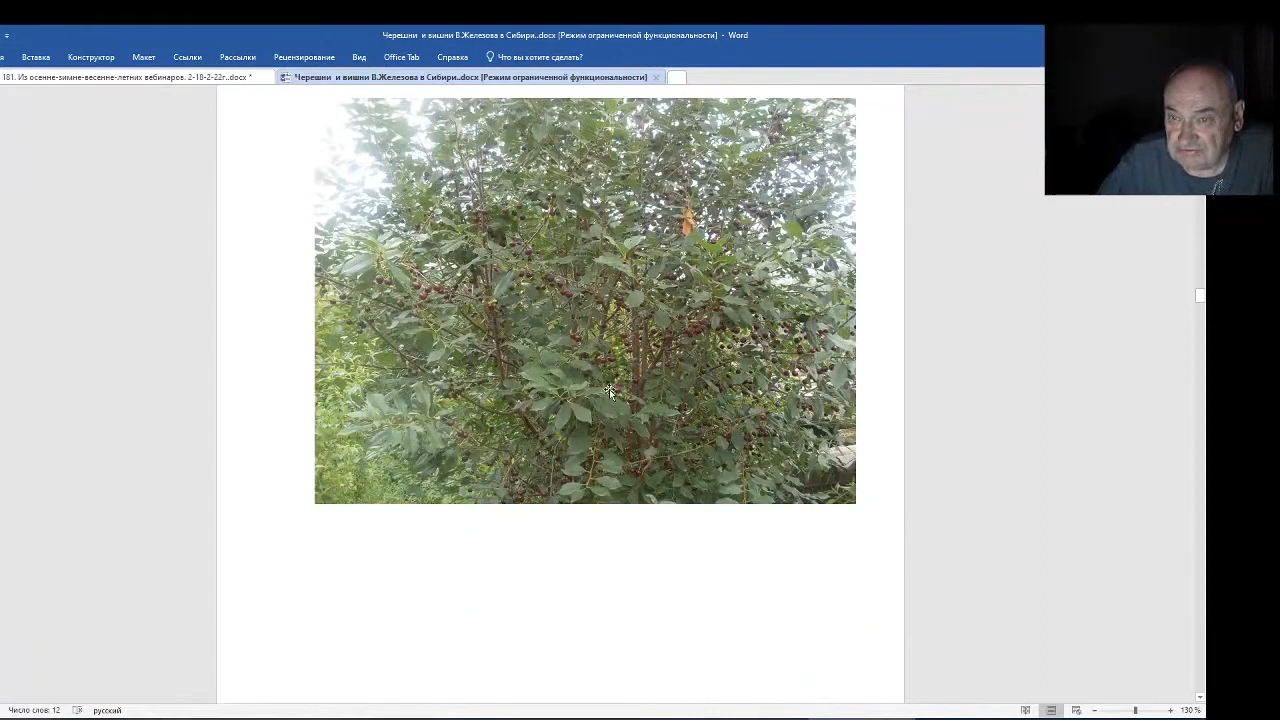 Черешни и вишни В.Железова в Сибири..docx [Режим ограниченной функциональности] - Word
я Вставка Конструктор Макет Ссылки Рассылки Рецензирование Вид Office Tab Справка Что вы хотите сделать?
181. Из осенне-зимне-весенне-летних вебинаров. 2-18-2-22г..docx * Черешни и вишни В.Железова в Сибири..docx [Режим ограниченной функциональности]
Число слов: 12 русский 130 %